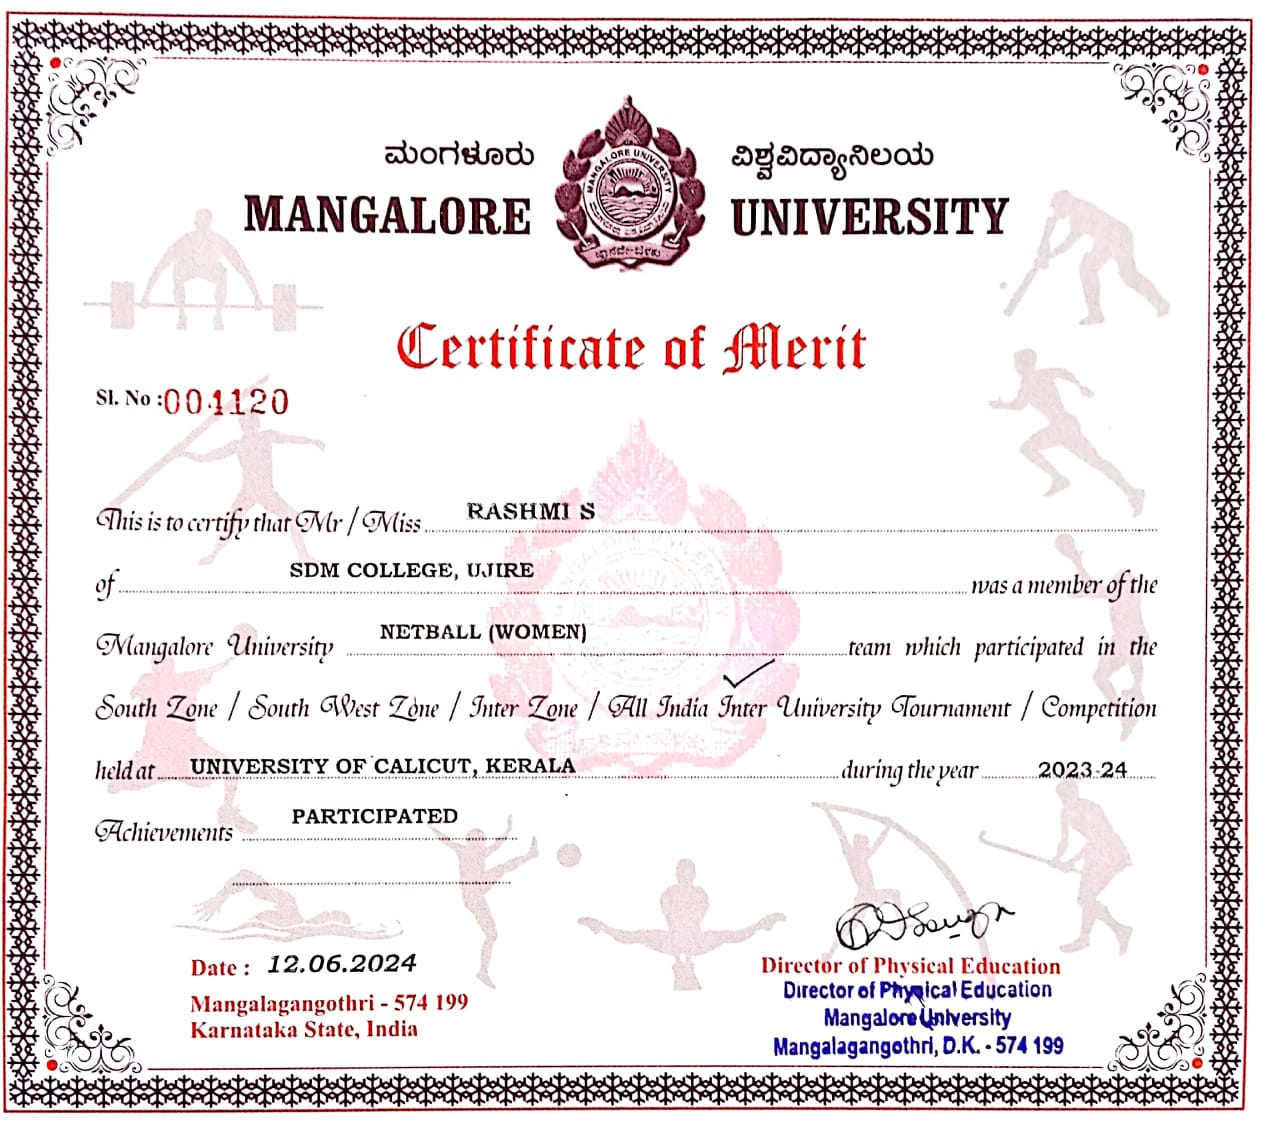 ಮಂಗಳೂರು ವಿಶ್ವವಿದ್ಯಾನಿಲಯ
MANGALORE UNIVERSITY
MANGALORE UNIVERSITY
Certificate of Merit
Sl. No : 004120
This is to certify that Mr / Miss RASHMI S
of SDM COLLEGE, UJIRE was a member of the
Mangalore University NETBALL (WOMEN) team which participated in the
South Zone / South West Zone / Inter Zone / All India Inter University Tournament / Competition
held at UNIVERSITY OF CALICUT, KERALA during the year 2023-24
Achievements PARTICIPATED
Date : 12.06.2024
Mangalagangothri - 574 199
Karnataka State, India
Director of Physical Education
Director of Physical Education
Mangalore University
Mangalagangothri, D.K. - 574 199